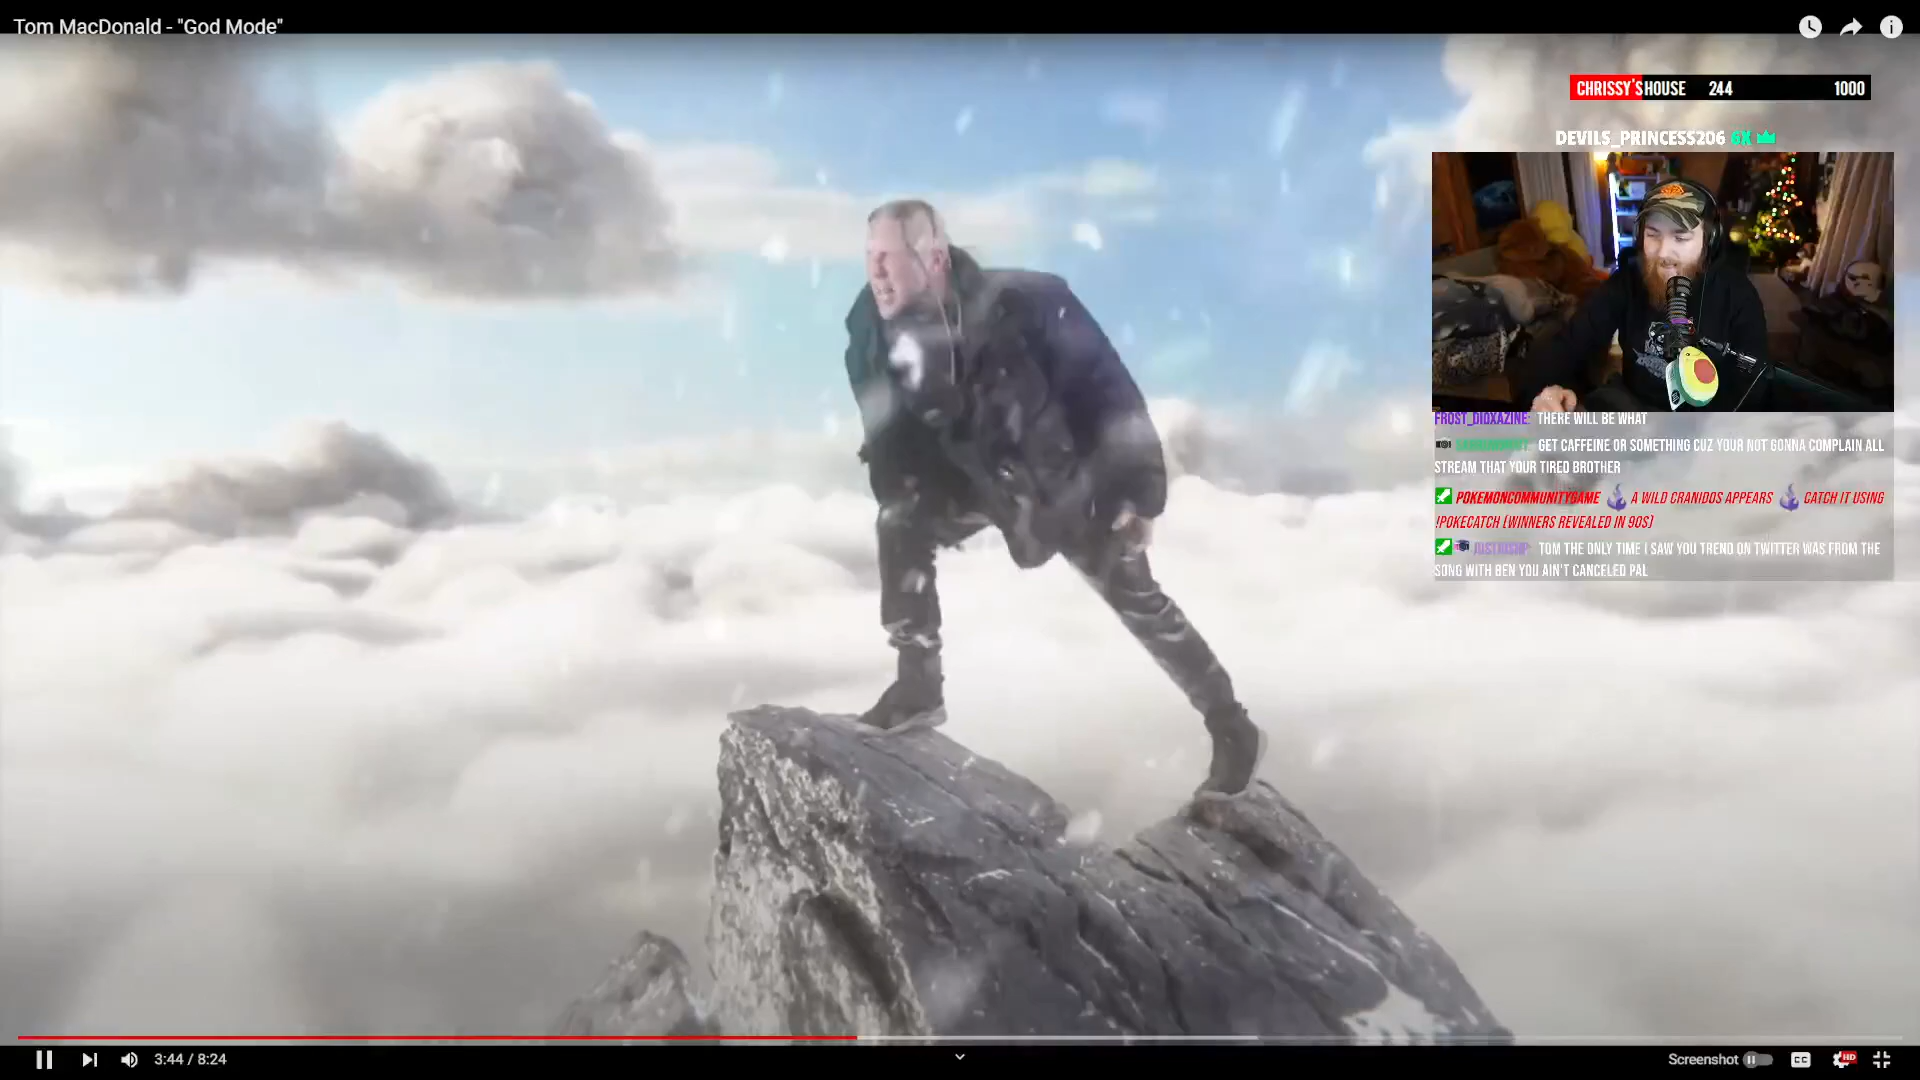 Tom MacDonald - "God Mode"
CHRISSY'S HOUSE 244 1000
DEVILS_PRINCESS206 6X
FROST_DIOXAZINE: THERE WILL BE WHAT
GET CAFFEINE OR SOMETHING CUZ YOUR NOT GONNA COMPLAIN ALL
STREAM THAT YOUR TIRED BROTHER
POKEMONCOMMUNITYGAME A WILD CRANIDOS APPEARS CATCH IT USING
!POKECATCH (WINNERS REVEALED IN 90S)
TOM THE ONLY TIME I SAW YOU TREND ON TWITTER WAS FROM THE
SONG WITH BEN YOU AIN'T CANCELED PAL
3:44 / 8:24
Screenshot
CC
HD